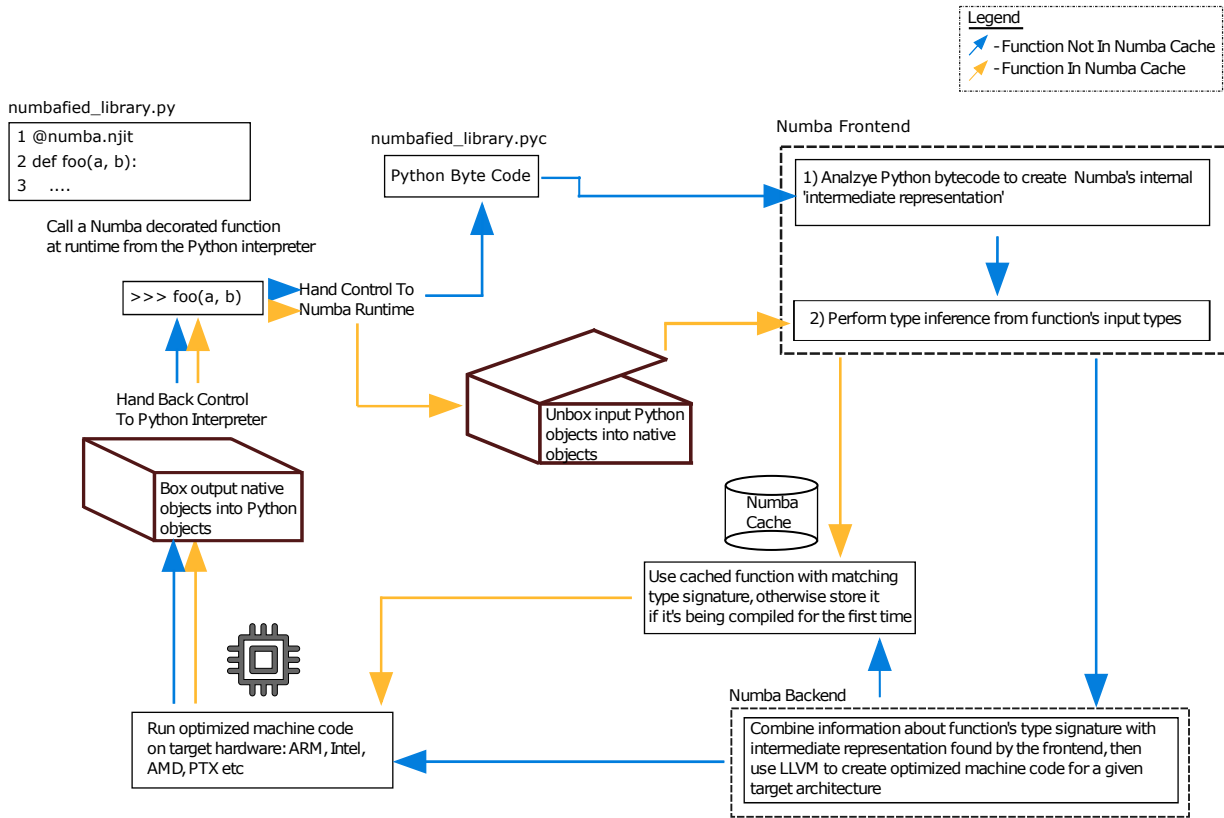 Legend
- Function Not In Numba Cache
- Function In Numba Cache
numbafied_library.py
1 @numba.njit
2 def foo(a, b):
3 ....
numbafied_library.pyc
Python Byte Code
Numba Frontend
1) Analzye Python bytecode to create Numba's internal
'intermediate representation'
Call a Numba decorated function
at runtime from the Python interpreter
>>> foo(a, b)
Hand Control To
Numba Runtime
2) Perform type inference from function's input types
Hand Back Control
To Python Interpreter
Unbox input Python
objects into native
objects
Box output native
objects into Python
objects
Numba
Cache
Use cached function with matching
type signature, otherwise store it
if it's being compiled for the first time
Numba Backend
Run optimized machine code
on target hardware: ARM, Intel,
AMD, PTX etc
Combine information about function's type signature with
intermediate representation found by the frontend, then
use LLVM to create optimized machine code for a given
target architecture